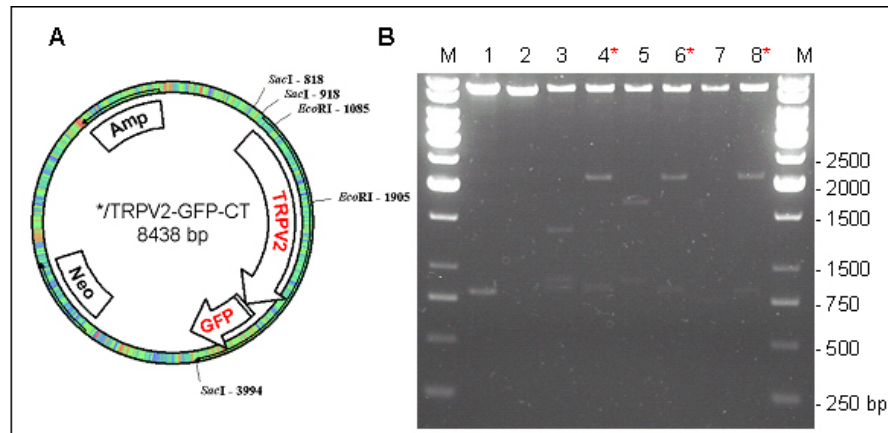 A
SacI - 818
SacI - 918
EcoRI - 1085
Amp
TRPV2
EcoRI - 1905
*/TRPV2-GFP-CT
8438 bp
Neo
GFP
SacI - 3994
B
M 1 2 3 4* 5 6* 7 8* M
- 2500
- 2000
- 1500
- 1500
- 750
- 500
- 250 bp